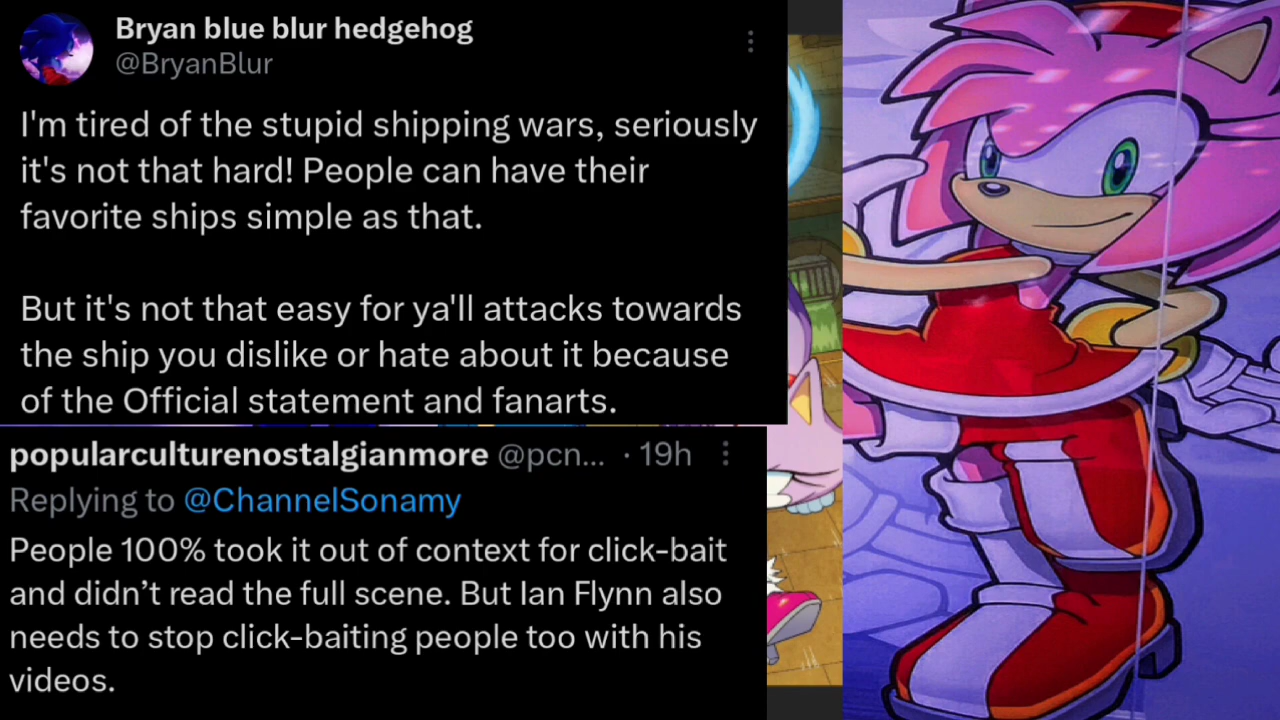 Bryan blue blur hedgehog
@BryanBlur
I'm tired of the stupid shipping wars, seriously
it's not that hard! People can have their
favorite ships simple as that.
But it's not that easy for ya'll attacks towards
the ship you dislike or hate about it because
of the Official statement and fanarts.
popularculturenostalgianmore @pcn... · 19h
Replying to @ChannelSonamy
People 100% took it out of context for click-bait
and didn’t read the full scene. But Ian Flynn also
needs to stop click-baiting people too with his
videos.